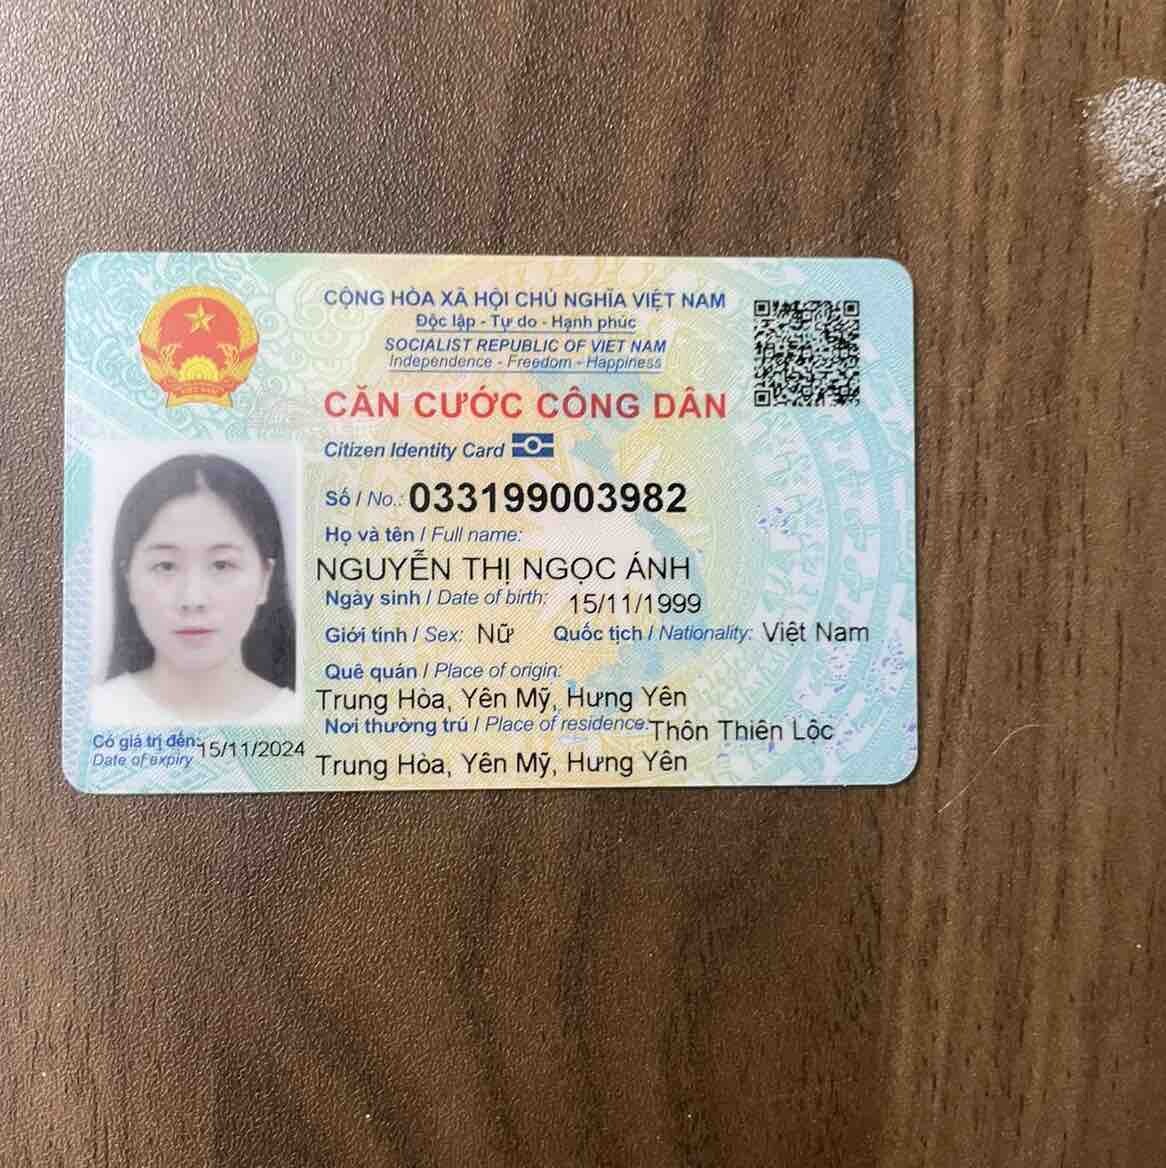 CỘNG HÒA XÃ HỘI CHỦ NGHĨA VIỆT NAM
Độc lập - Tự do - Hạnh phúc
SOCIALIST REPUBLIC OF VIET NAM
Independence - Freedom - Happiness
CĂN CƯỚC CÔNG DÂN
Citizen Identity Card
Số / No.: 033199003982
Họ và tên / Full name:
NGUYỄN THỊ NGỌC ÁNH
Ngày sinh / Date of birth: 15/11/1999
Giới tính / Sex: Nữ Quốc tịch / Nationality: Việt Nam
Quê quán / Place of origin:
Trung Hòa, Yên Mỹ, Hưng Yên
Nơi thường trú / Place of residence: Thôn Thiên Lộc
Trung Hòa, Yên Mỹ, Hưng Yên
Có giá trị đến: 15/11/2024
Date of expiry